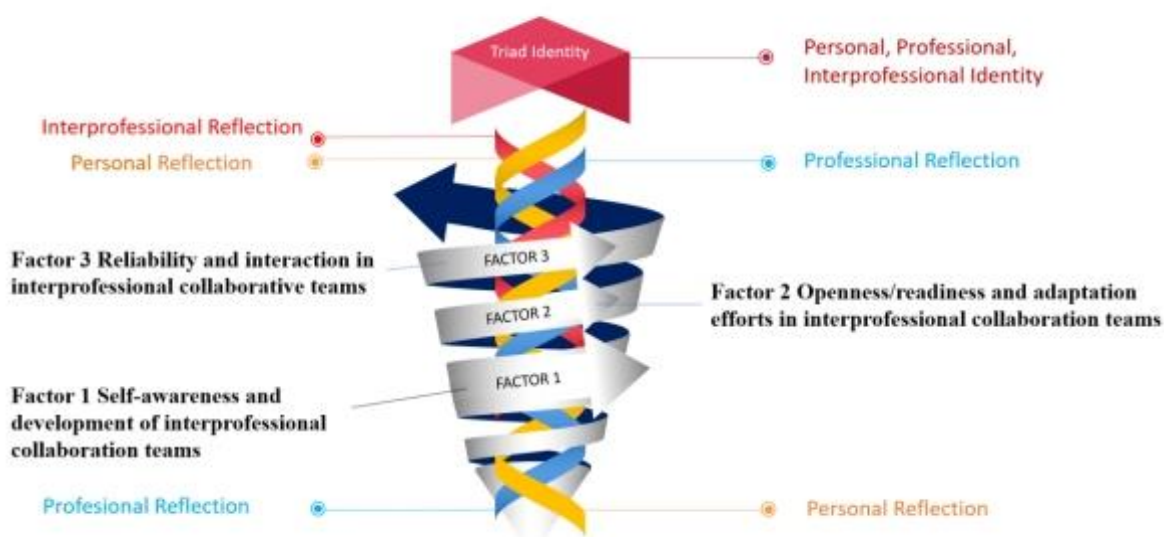 Triad Identity
Personal, Professional,
Interprofessional Identity
Interprofessional Reflection
Personal Reflection
Professional Reflection
Factor 3 Reliability and interaction in
interprofessional collaborative teams
FACTOR 3
Factor 2 Openness/readiness and adaptation
efforts in interprofessional collaboration teams
FACTOR 2
FACTOR 1
Factor 1 Self-awareness and
development of interprofessional
collaboration teams
Profesional Reflection
Personal Reflection